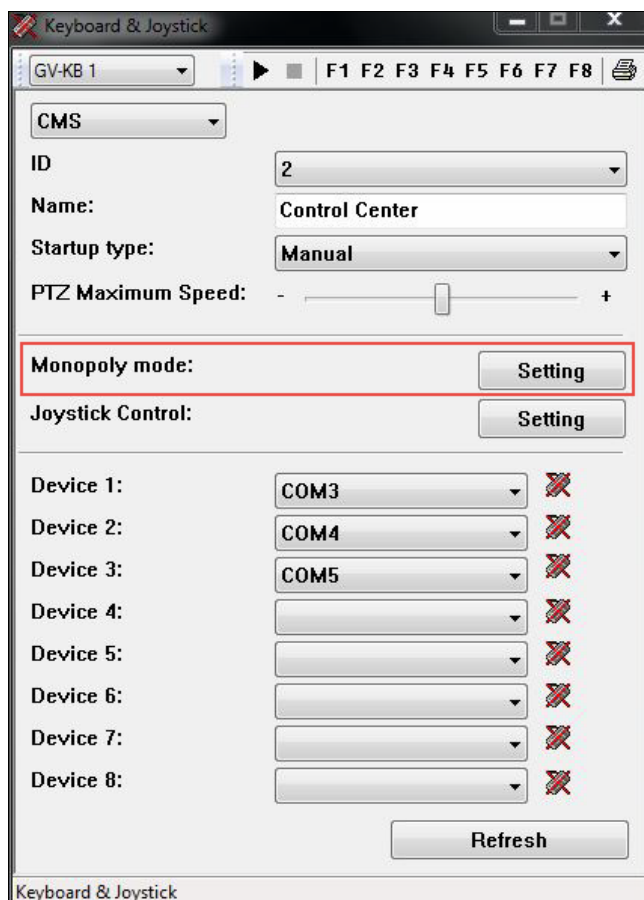 Keyboard & Joystick
GV-KB 1 F1 F2 F3 F4 F5 F6 F7 F8
CMS
ID 2
Name: Control Center
Startup type: Manual
PTZ Maximum Speed: - +
Monopoly mode: Setting
Joystick Control: Setting
Device 1: COM3
Device 2: COM4
Device 3: COM5
Device 4:
Device 5:
Device 6:
Device 7:
Device 8:
Refresh
Keyboard & Joystick